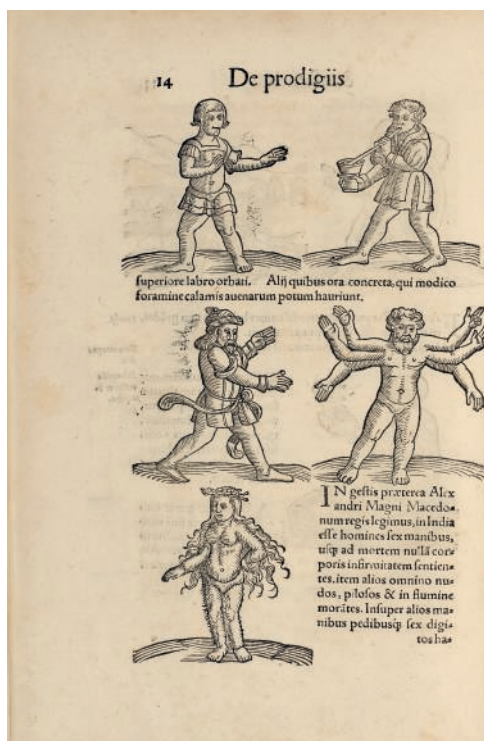 14 De prodigiis
superiore labro orbati. Alij quibus ora concreta, qui modico
foramine calamis auenarum potum hauriunt.
IN gestis præterea Alex
andri Magni Macedo-
num regis legimus, in India
esse homines sex manibus,
usq; ad mortem nullā cor-
poris infirmitatem sentien-
tes, item alios omnino nu-
dos, pilosos & in flumine
morātes. Insuper alios ma-
nibus pedibusq; sex digi-
tos ha-